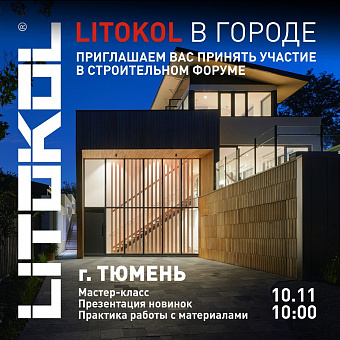 LITOKOL
®
LITOKOL В ГОРОДЕ
ПРИГЛАШАЕМ ВАС ПРИНЯТЬ УЧАСТИЕ
В СТРОИТЕЛЬНОМ ФОРУМЕ
г. ТЮМЕНЬ
Мастер-класс
Презентация новинок
Практика работы с материалами
10.11
10:00